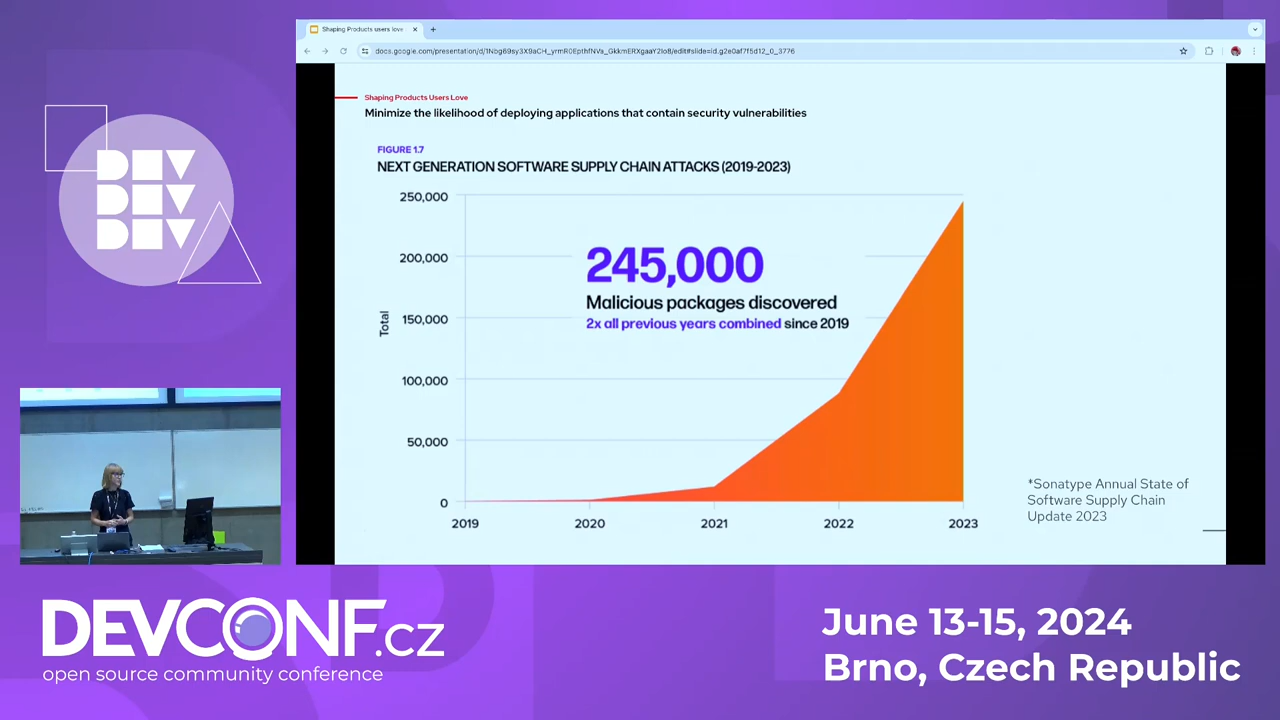 Shaping Products users love
docs.google.com/presentation/d/1Nbg69sy3X9aCH_yrmR0EpthfNVa_GkkmERXgaaY2Io8/edit#slide=id.g2e0af7f5d12_0_3776
Shaping Products Users Love
Minimize the likelihood of deploying applications that contain security vulnerabilities
FIGURE 1.7
NEXT GENERATION SOFTWARE SUPPLY CHAIN ATTACKS (2019-2023)
250,000
200,000
150,000
100,000
50,000
0
Total
245,000
Malicious packages discovered
2x all previous years combined since 2019
2019
2020
2021
2022
2023
*Sonatype Annual State of
Software Supply Chain
Update 2023
DEV
DEV
DEV
DEVCONF.cz
open source community conference
June 13-15, 2024
Brno, Czech Republic